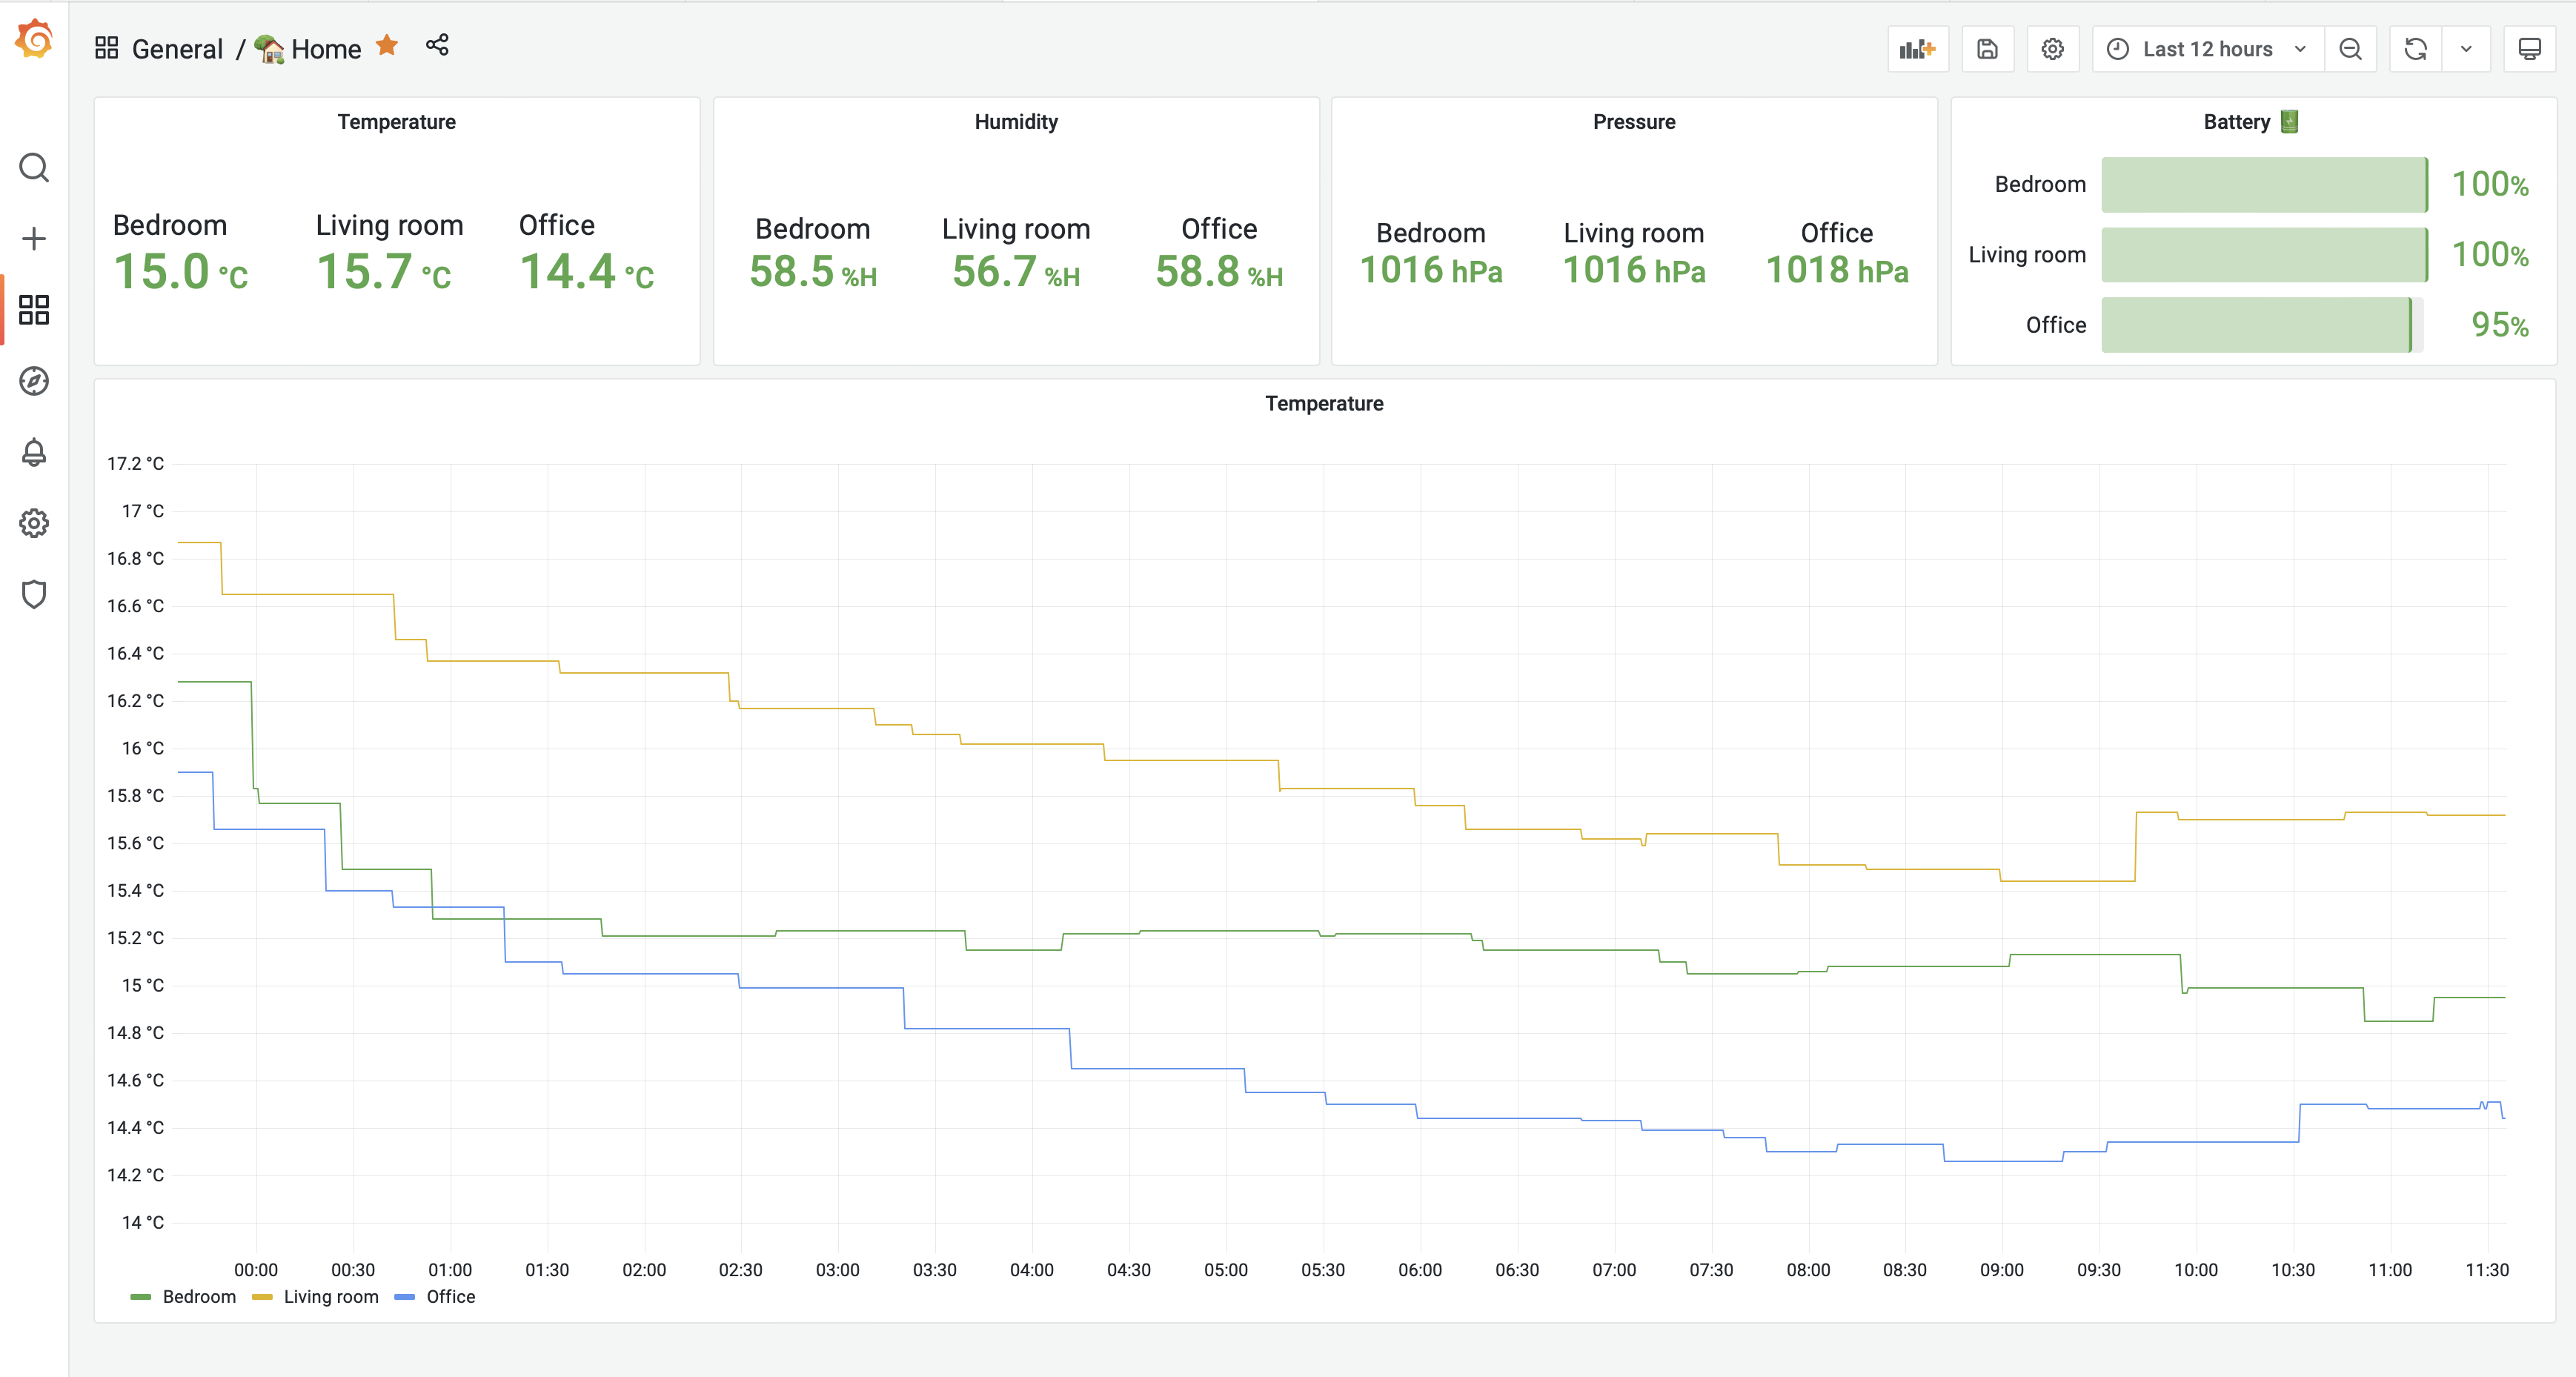 General / Home
Last 12 hours
Temperature
Bedroom Living room Office
15.0 °C 15.7 °C 14.4 °C
Humidity
Bedroom Living room Office
58.5 %H 56.7 %H 58.8 %H
Pressure
Bedroom Living room Office
1016 hPa 1016 hPa 1018 hPa
Battery
Bedroom 100%
Living room 100%
Office 95%
Temperature
17.2 °C
17 °C
16.8 °C
16.6 °C
16.4 °C
16.2 °C
16 °C
15.8 °C
15.6 °C
15.4 °C
15.2 °C
15 °C
14.8 °C
14.6 °C
14.4 °C
14.2 °C
14 °C
00:00 00:30 01:00 01:30 02:00 02:30 03:00 03:30 04:00 04:30 05:00 05:30 06:00 06:30 07:00 07:30 08:00 08:30 09:00 09:30 10:00 10:30 11:00 11:30
Bedroom Living room Office